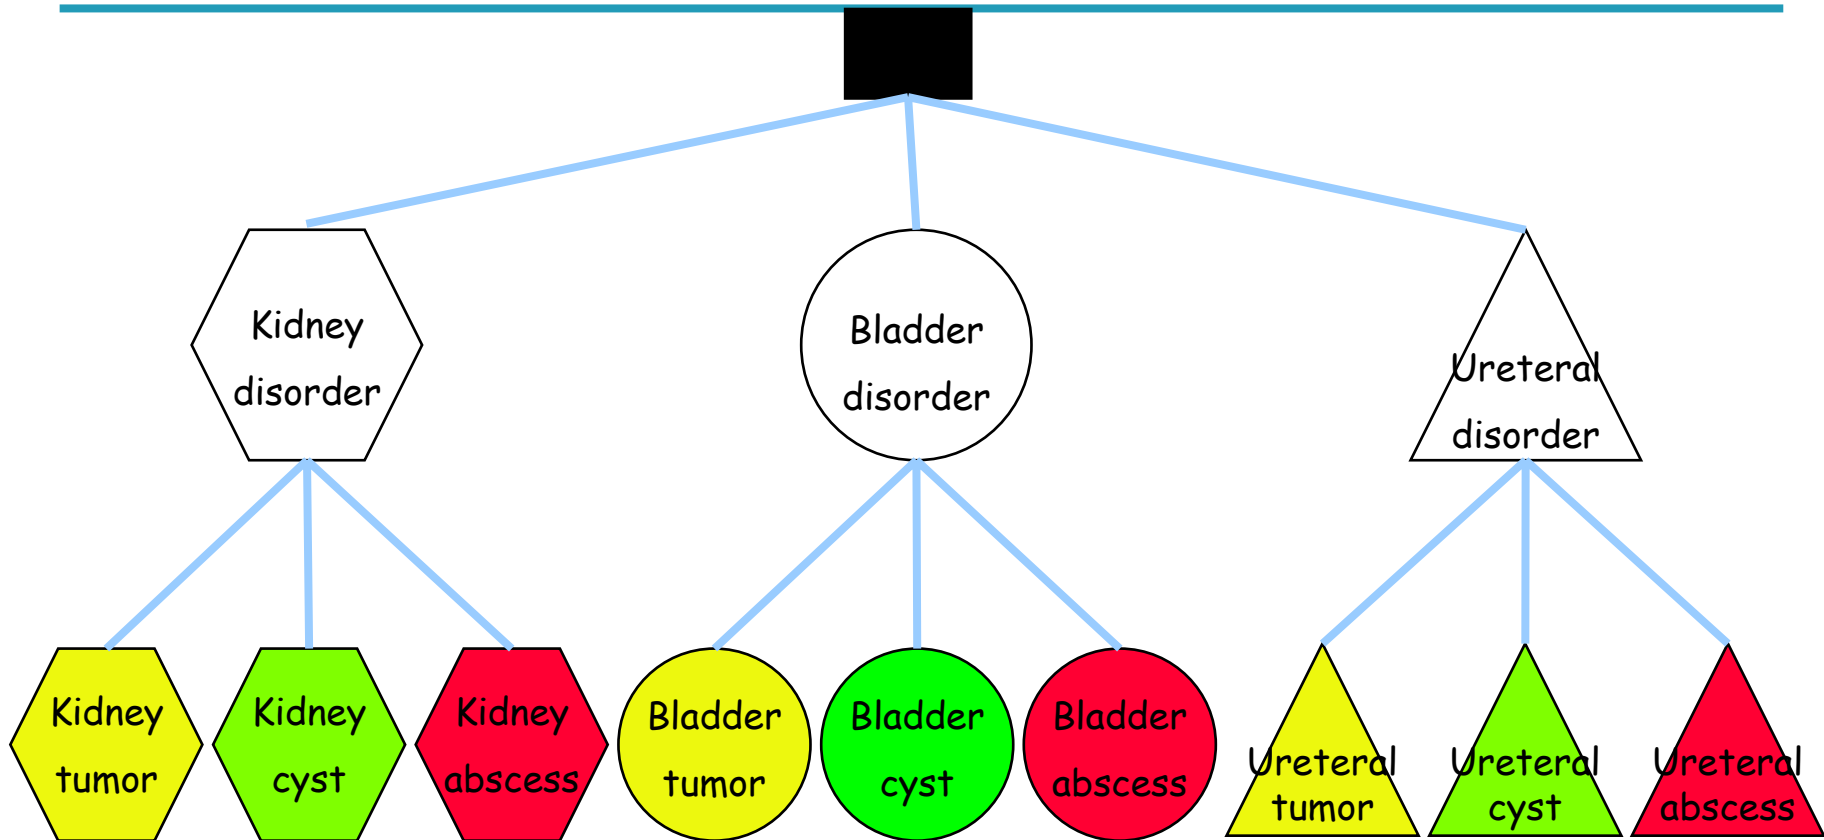 Kidney
disorder
Bladder
disorder
Ureteral
disorder
Kidney
tumor
Kidney
cyst
Kidney
abscess
Bladder
tumor
Bladder
cyst
Bladder
abscess
Ureteral
tumor
Ureteral
cyst
Ureteral
abscess